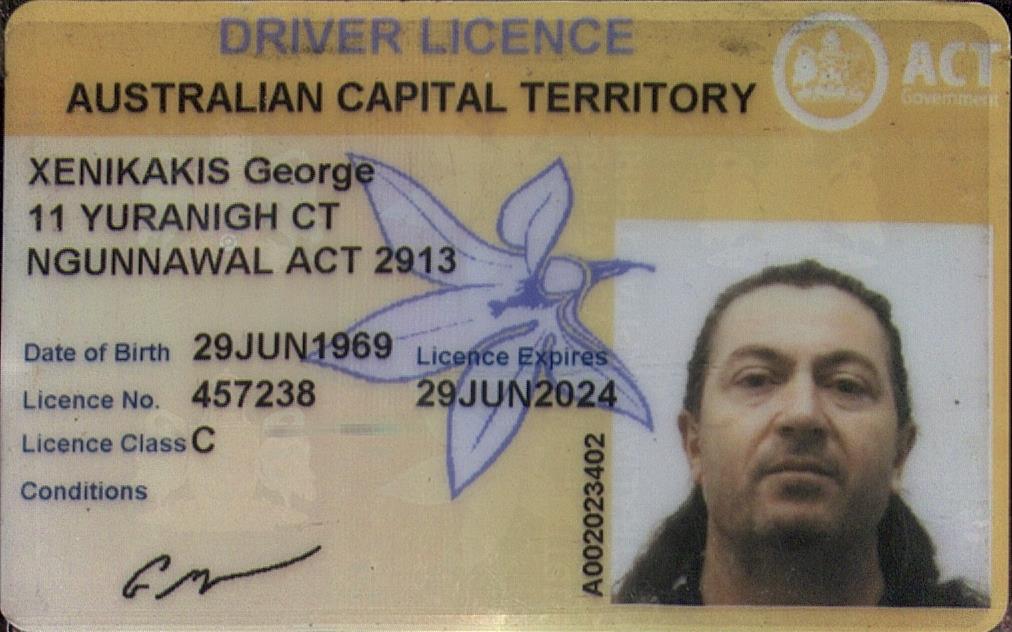 DRIVER LICENCE
AUSTRALIAN CAPITAL TERRITORY
ACT
Government
XENIKAKIS George
11 YURANIGH CT
NGUNNAWAL ACT 2913
Date of Birth 29JUN1969
Licence Expires
Licence No. 457238
29JUN2024
Licence Class C
Conditions
A002023402